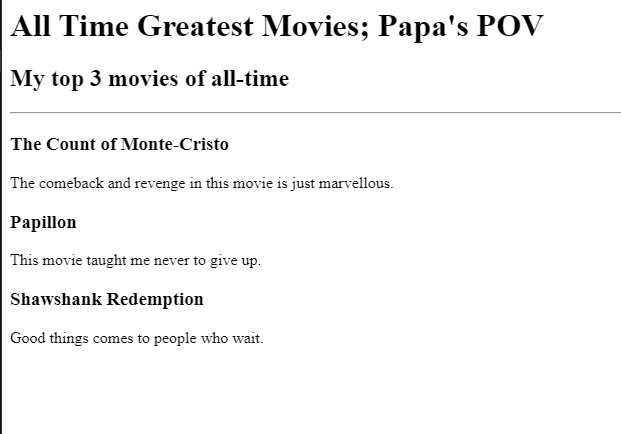 All Time Greatest Movies; Papa's POV
My top 3 movies of all-time
The Count of Monte-Cristo
The comeback and revenge in this movie is just marvellous.
Papillon
This movie taught me never to give up.
Shawshank Redemption
Good things comes to people who wait.